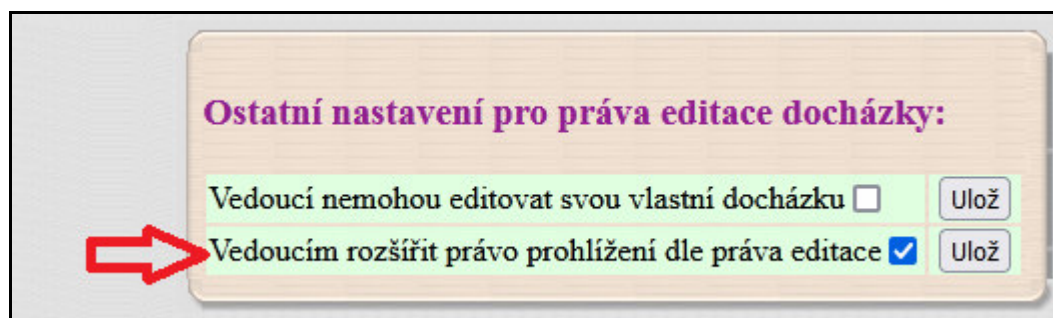 Ostatní nastavení pro práva editace docházky:
Vedoucí nemohou editovat svou vlastní docházku Ulož
Vedoucím rozšířit právo prohlížení dle práva editace Ulož